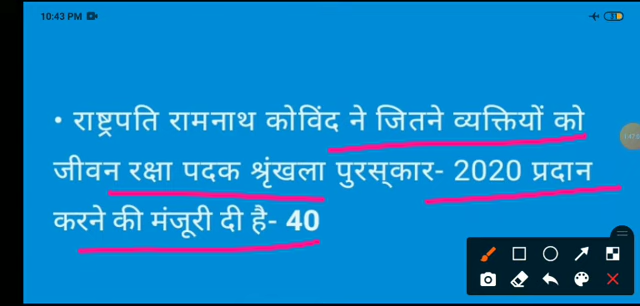 10:43 PM
• राष्ट्रपति रामनाथ कोविंद ने जितने व्यक्तियों को
जीवन रक्षा पदक श्रृंखला पुरस्कार- 2020 प्रदान
करने की मंजूरी दी है- 40